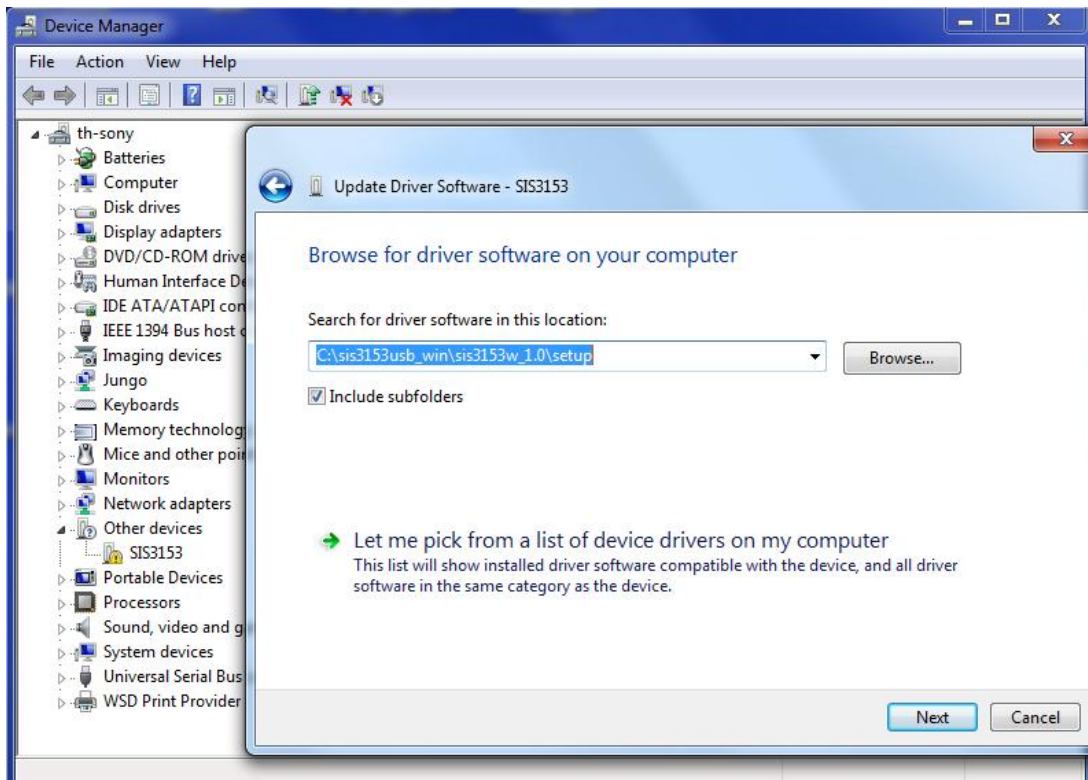 Device Manager
File Action View Help
th-sony
Batteries
Computer
Disk drives
Display adapters
DVD/CD-ROM drive
Human Interface De
IDE ATA/ATAPI con
IEEE 1394 Bus host c
Imaging devices
Jungo
Keyboards
Memory technolog
Mice and other poin
Monitors
Network adapters
Other devices
SIS3153
Portable Devices
Processors
Sound, video and g
System devices
Universal Serial Bus
WSD Print Provider
Update Driver Software - SIS3153
Browse for driver software on your computer
Search for driver software in this location:
C:\sis3153usb_win\sis3153w_1.0\setup
Browse...
Include subfolders
Let me pick from a list of device drivers on my computer
This list will show installed driver software compatible with the device, and all driver
software in the same category as the device.
Next Cancel